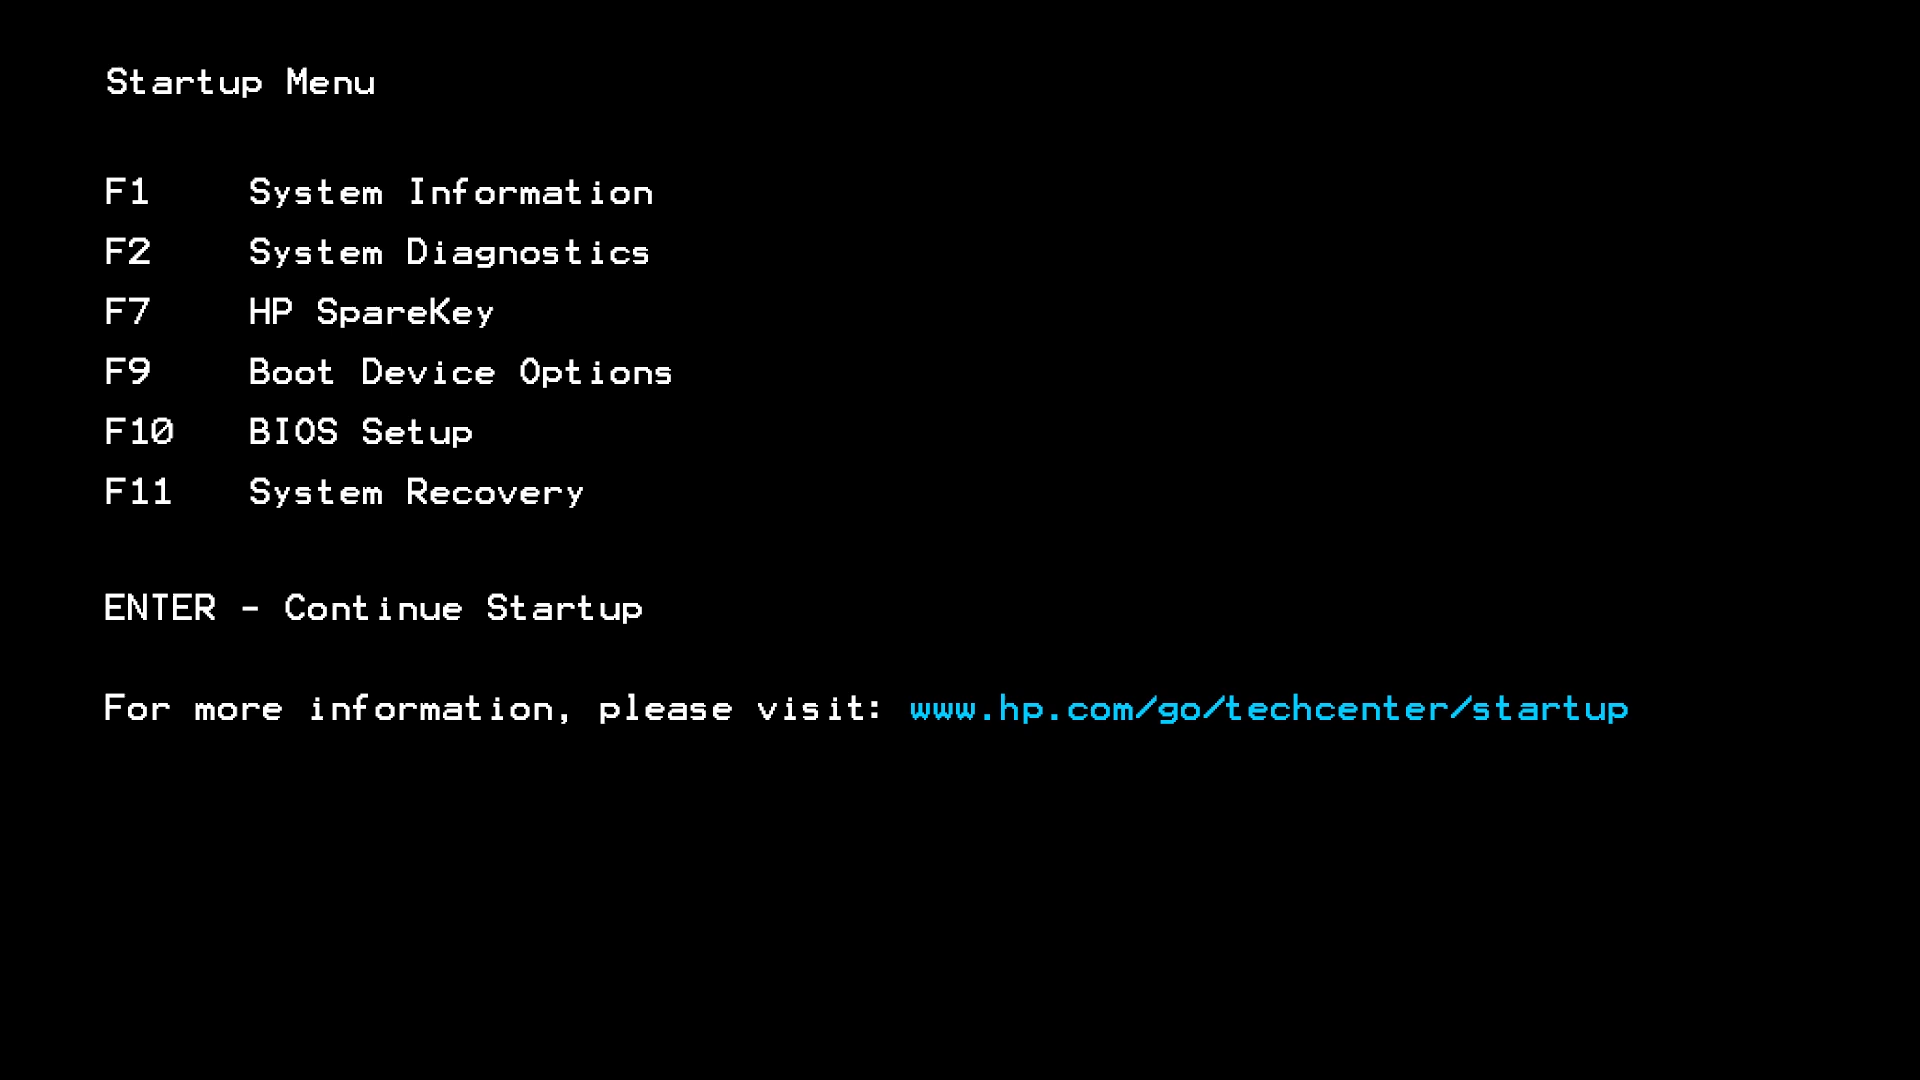 Startup Menu
F1 System Information
F2 System Diagnostics
F7 HP SpareKey
F9 Boot Device Options
F10 BIOS Setup
F11 System Recovery
ENTER - Continue Startup
For more information, please visit: www.hp.com/go/techcenter/startup